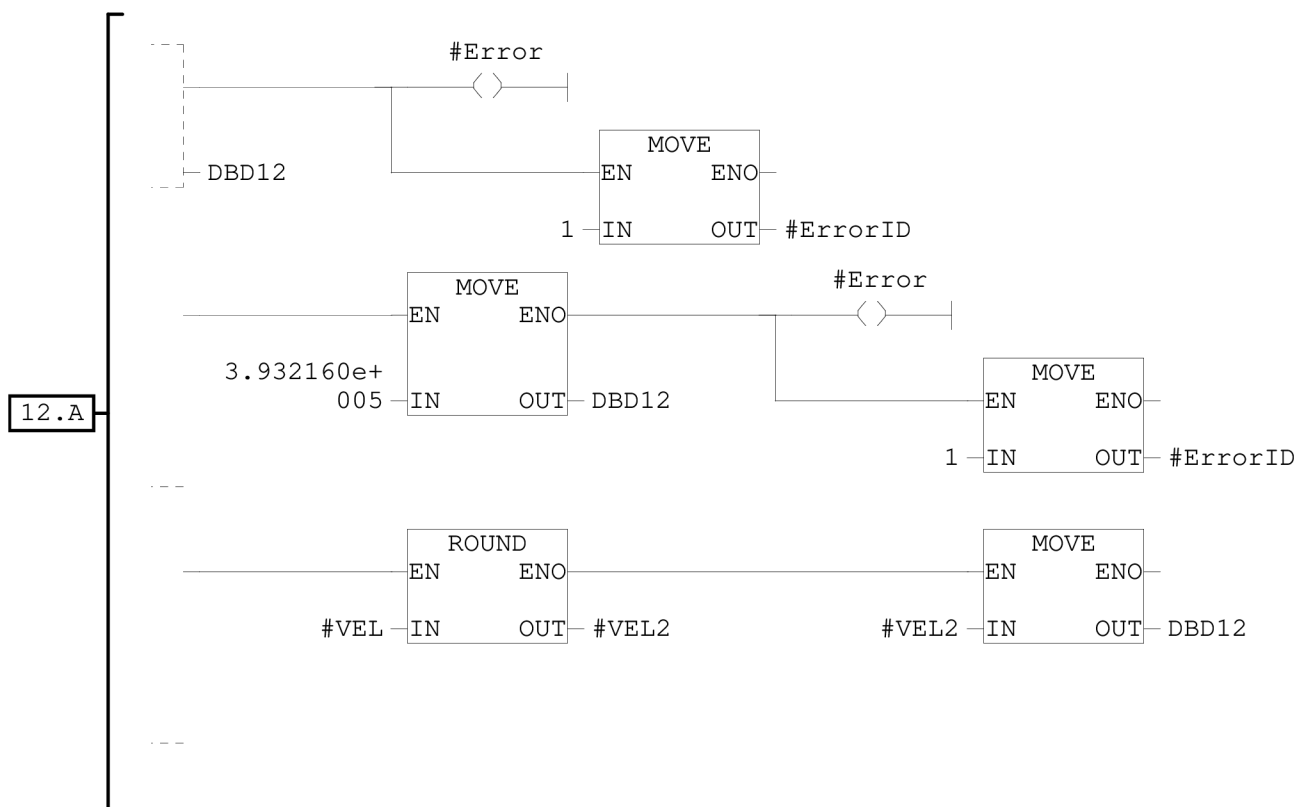 #Error
MOVE
DBD12
EN ENO
1 IN OUT #ErrorID
#Error
MOVE
EN ENO
3.932160e+
MOVE
12.A
005 IN OUT DBD12
EN ENO
1 IN OUT #ErrorID
ROUND MOVE
EN ENO EN ENO
#VEL IN OUT #VEL2 #VEL2 IN OUT DBD12